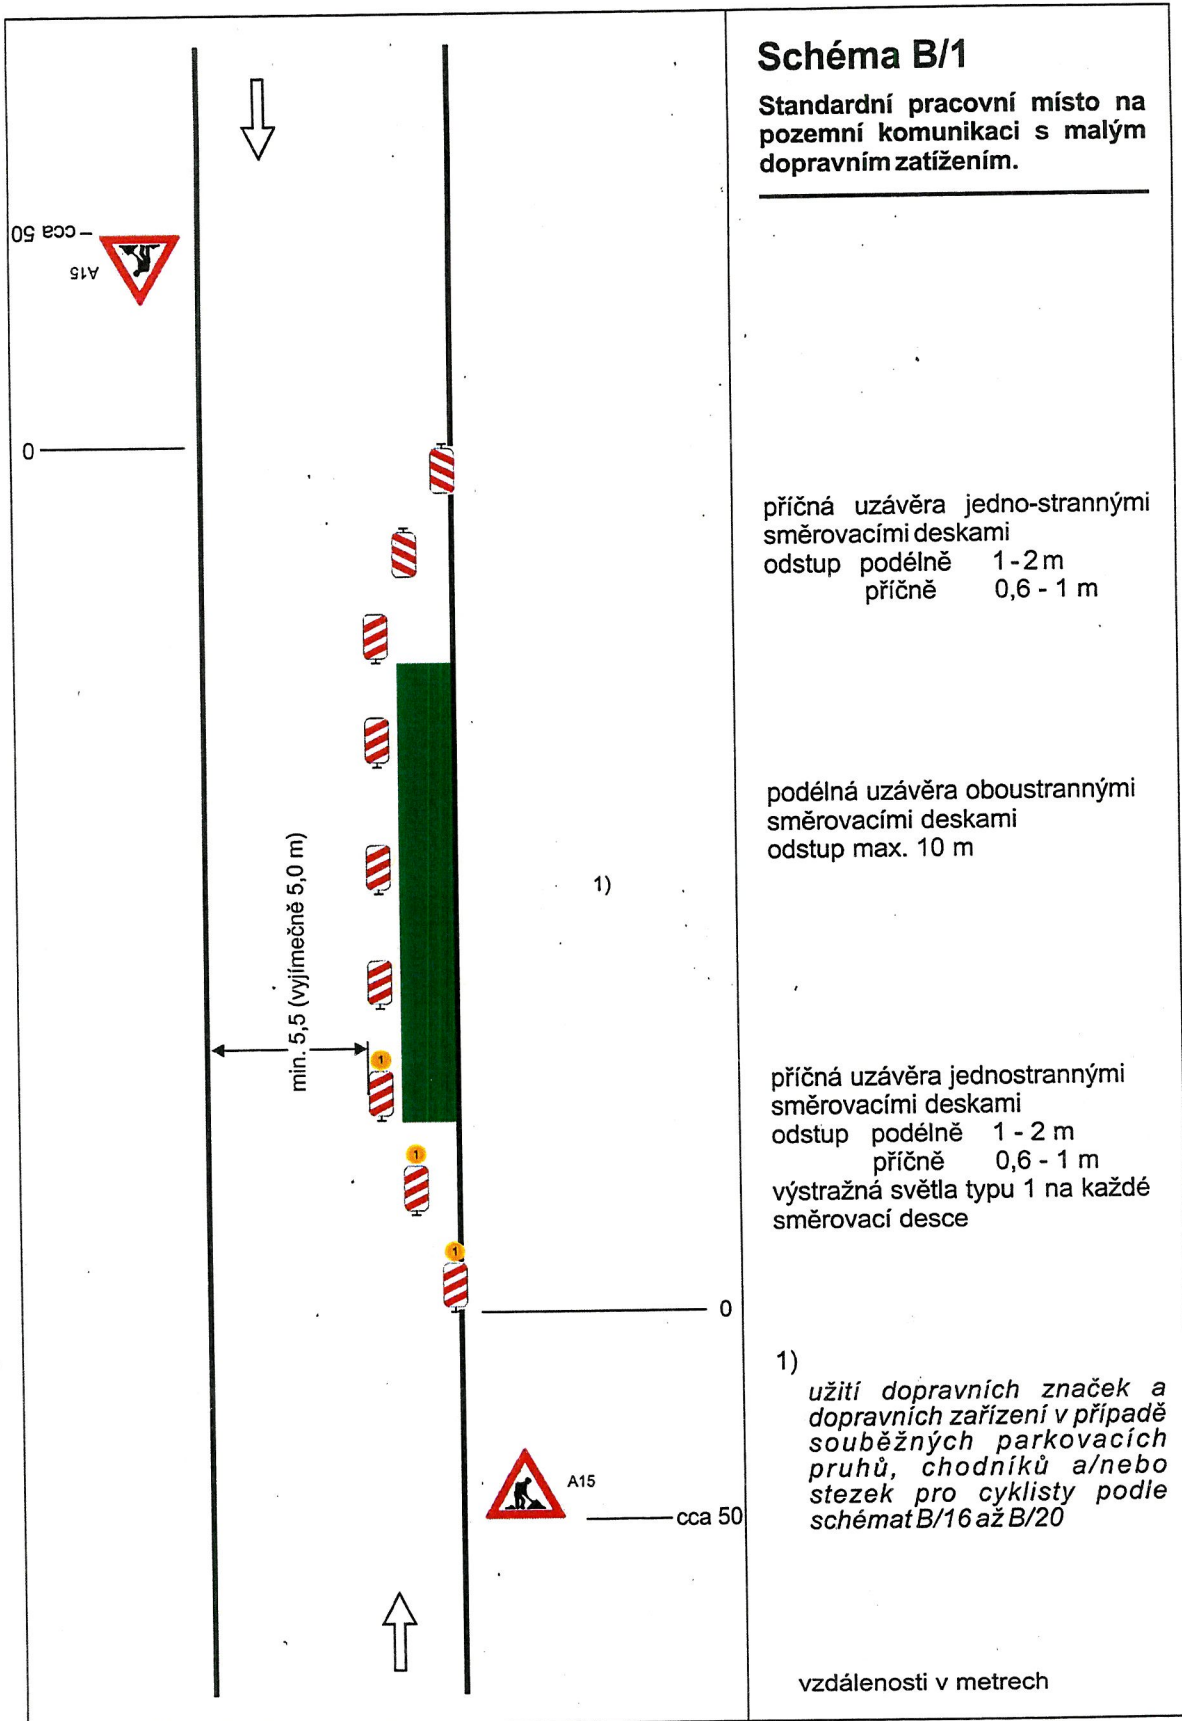 Schéma B/1
Standardní pracovní místo na
pozemní komunikaci s malým
dopravním zatížením.
cca 50
A15
0
příčná uzávěra jedno-strannými
směrovacími deskami
odstup podélně 1-2 m
příčně 0,6 - 1 m
podélná uzávěra oboustrannými
směrovacími deskami
odstup max. 10 m
1)
min. 5,5 (vyjímečně 5,0 m)
1
1
1
příčná uzávěra jednostrannými
směrovacími deskami
odstup podélně 1 - 2 m
příčně 0,6 - 1 m
výstražná světla typu 1 na každé
směrovací desce
0
A15
cca 50
1)
užití dopravních značek a
dopravních zařízení v případě
souběžných parkovacích
pruhů, chodníků a/nebo
stezek pro cyklisty podle
schémat B/16 až B/20
vzdálenosti v metrech